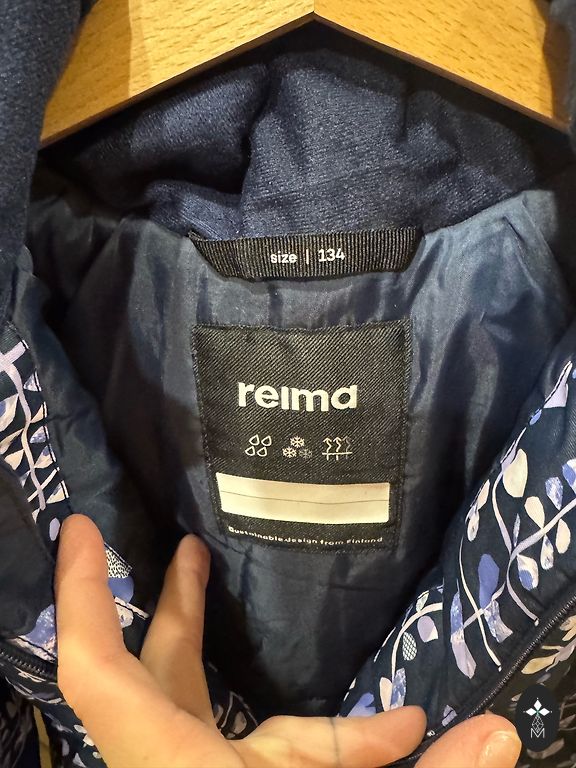 size | 134
reima
Sustainable design from Finland